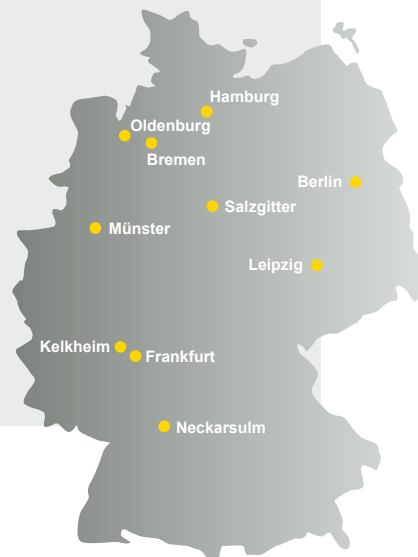 Hamburg
Oldenburg
Bremen
Berlin
Salzgitter
Münster
Leipzig
Kelkheim
Frankfurt
Neckarsulm